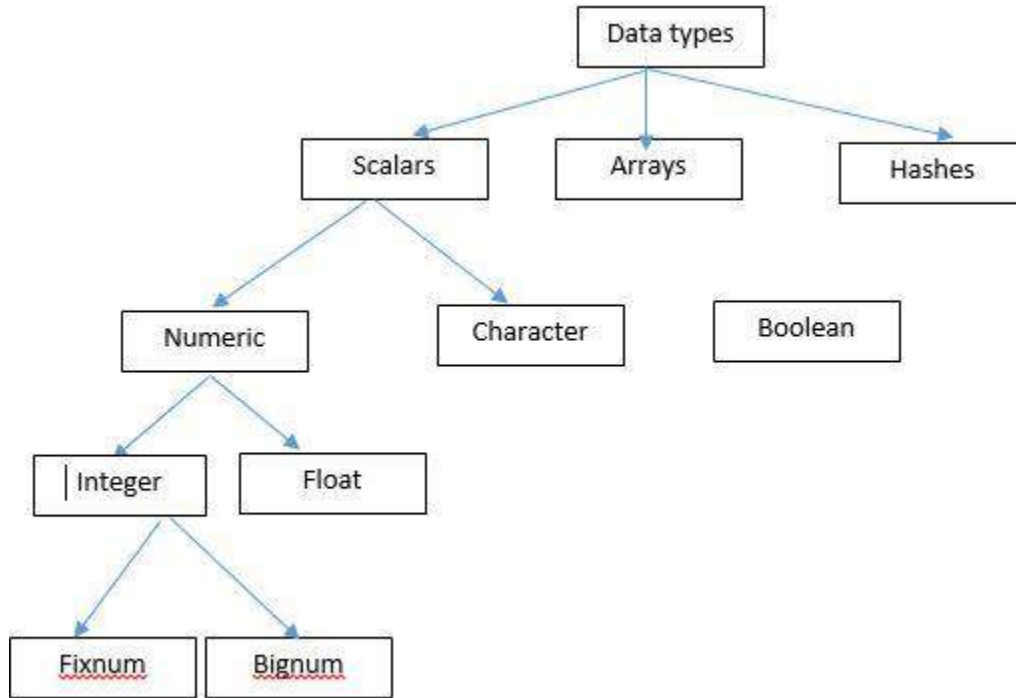 Data types
Scalars
Arrays
Hashes
Numeric
Character
Boolean
Integer
Float
Fixnum
Bignum